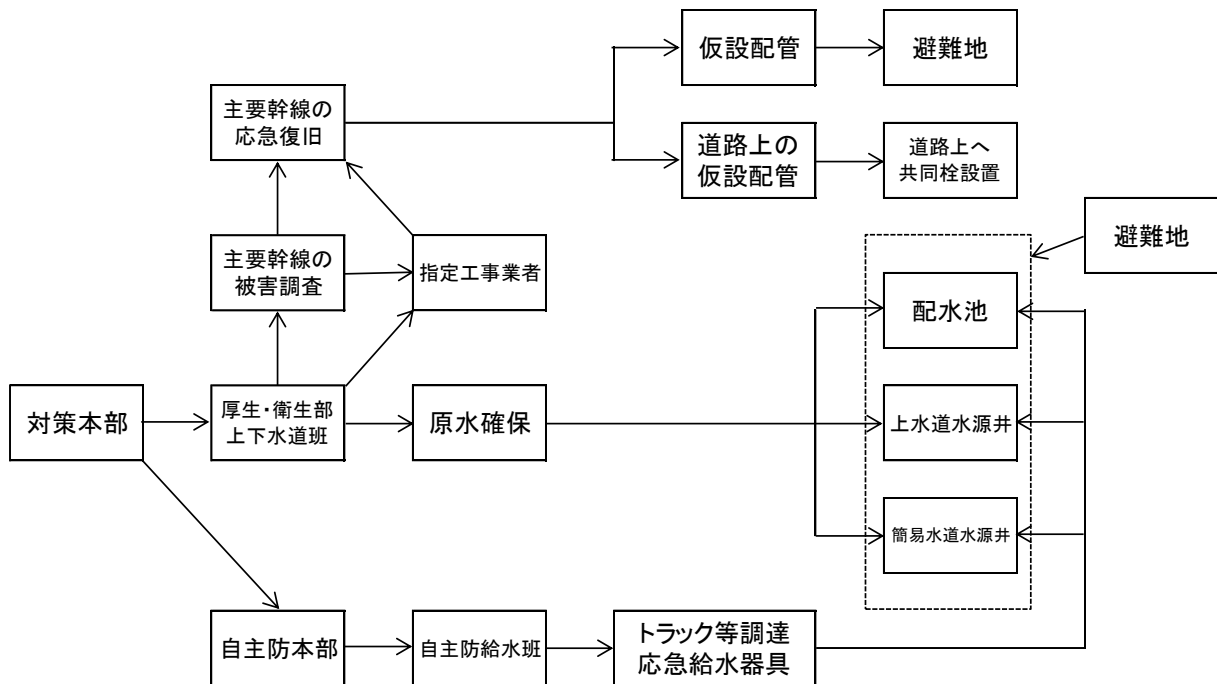 仮設配管
避難地
主要幹線の
応急復旧
道路上の
仮設配管
道路上へ
共同栓設置
避難地
主要幹線の
被害調査
指定工事業者
配水池
対策本部
厚生・衛生部
上下水道班
原水確保
上水道水源井
簡易水道水源井
自主防本部
自主防給水班
トラック等調達
応急給水器具